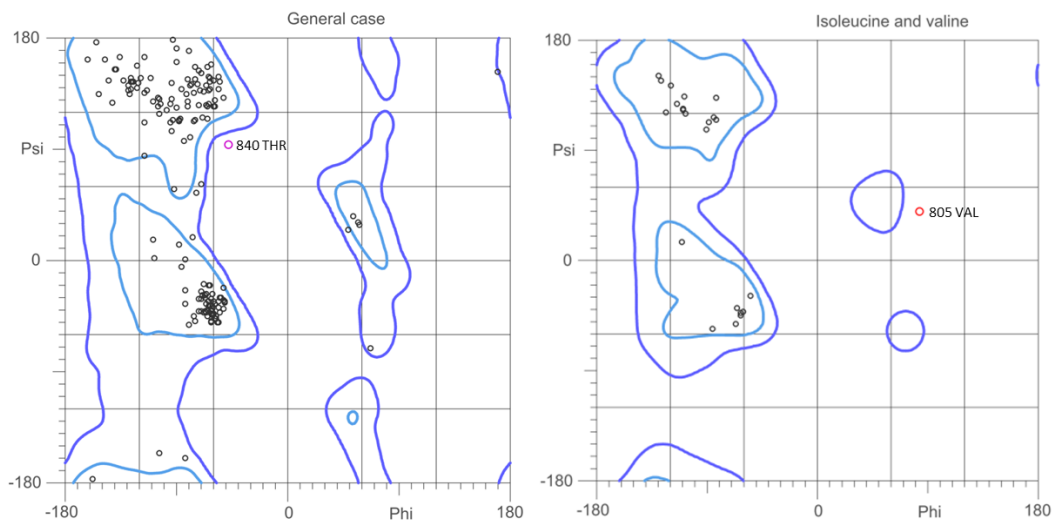 General case
180
840 THR
Psi
0
-180
-180
0
Phi
180
Isoleucine and valine
180
805 VAL
Psi
0
-180
-180
0
Phi
180